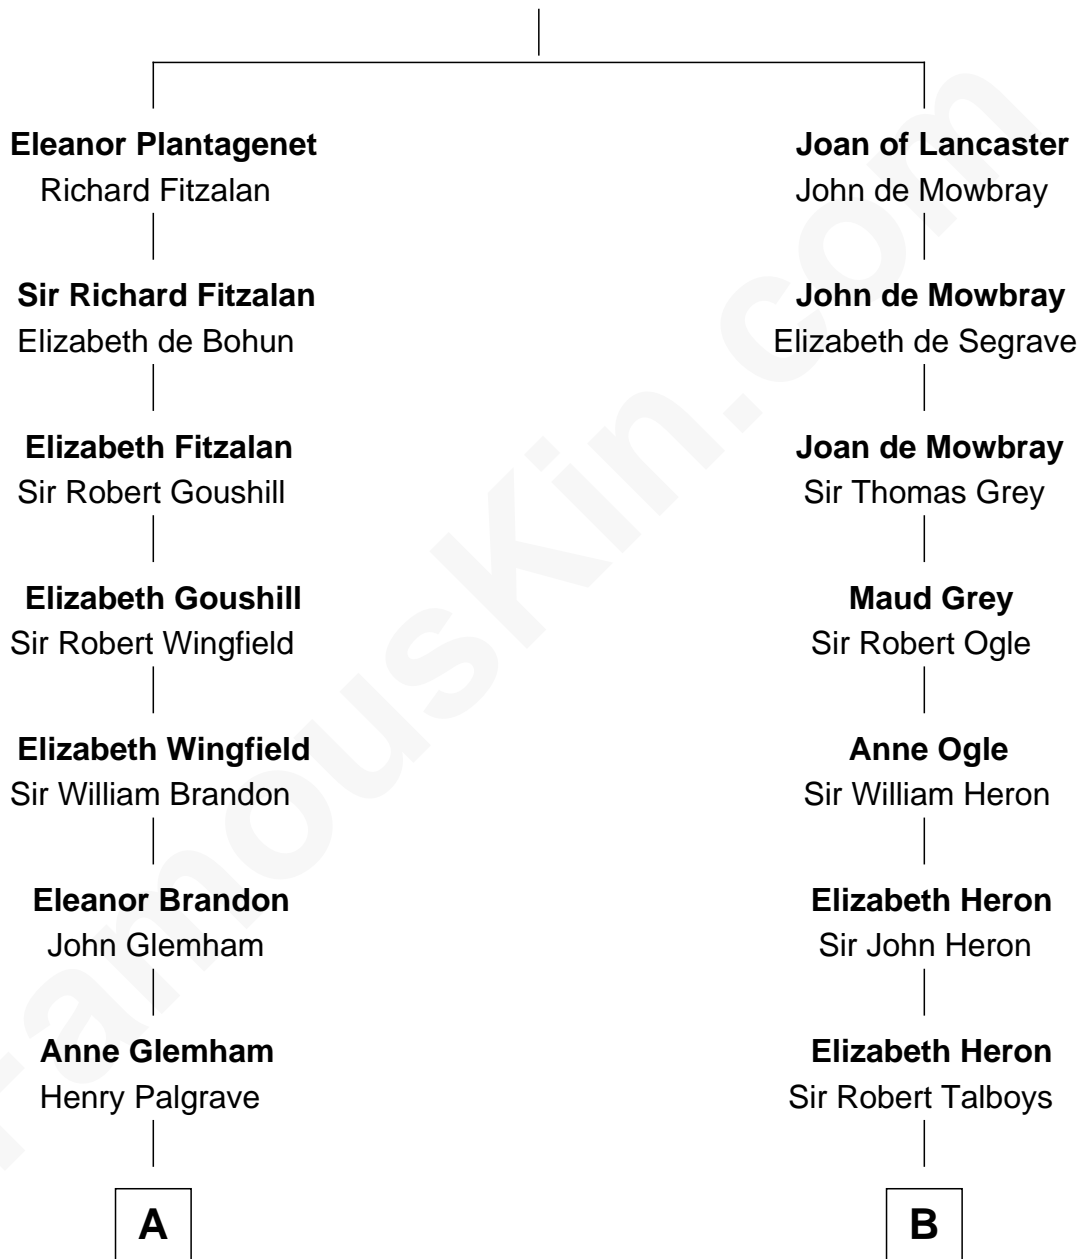 Eleanor Plantagenet
Richard Fitzalan
Sir Richard Fitzalan
Elizabeth de Bohun
Elizabeth Fitzalan
Sir Robert Goushill
Elizabeth Goushill
Sir Robert Wingfield
Elizabeth Wingfield
Sir William Brandon
Eleanor Brandon
John Glemham
Anne Glemham
Henry Palgrave
A
Joan of Lancaster
John de Mowbray
John de Mowbray
Elizabeth de Segrave
Joan de Mowbray
Sir Thomas Grey
Maud Grey
Sir Robert Ogle
Anne Ogle
Sir William Heron
Elizabeth Heron
Sir John Heron
Elizabeth Heron
Sir Robert Talboys
B
FamousKin.com